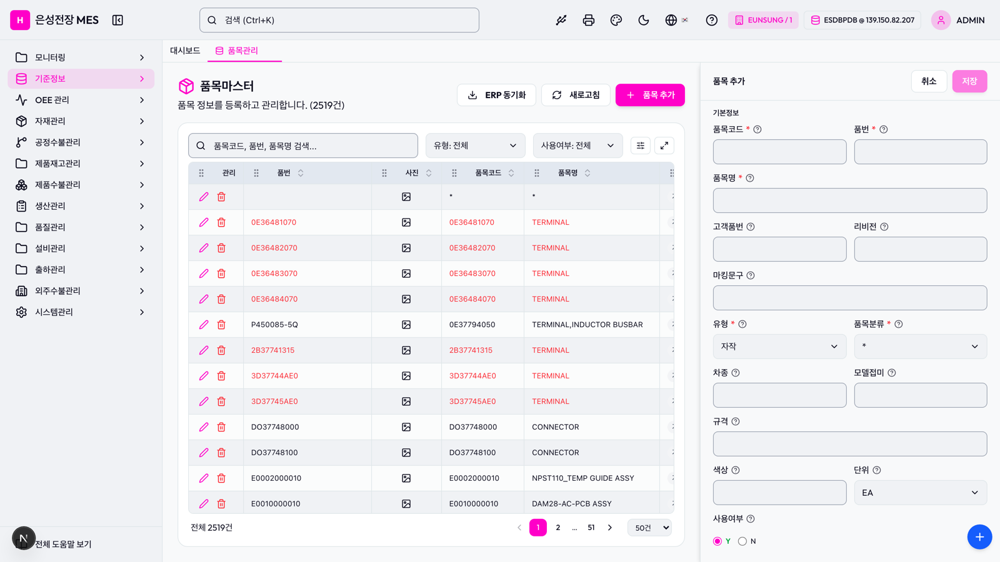 H 은성전장 MES
검색 (Ctrl+K)
EUNSUNG / 1
ESDBPDB @ 139.150.82.207
ADMIN
모니터링
기준정보
OEE 관리
자재관리
공정수불관리
제품재고관리
제품수불관리
생산관리
품질관리
설비관리
출하관리
외주수불관리
시스템관리
N
전체 도움말 보기
대시보드
품목관리
품목마스터
품목 정보를 등록하고 관리합니다. (2519건)
ERP 동기화
새로고침
품목 추가
품목코드, 품번, 품목명 검색...
유형: 전체
사용여부: 전체
관리 품번 사진 품목코드 품목명
* *
0E36481070 0E36481070 TERMINAL
0E36482070 0E36482070 TERMINAL
0E36483070 0E36483070 TERMINAL
0E36484070 0E36484070 TERMINAL
P450085-5Q 0E37794050 TERMINAL,INDUCTOR BUSBAR
2B37741315 2B37741315 TERMINAL
3D37744AE0 3D37744AE0 TERMINAL
3D37745AE0 3D37745AE0 TERMINAL
DO37748000 DO37748000 CONNECTOR
DO37748100 DO37748100 CONNECTOR
E0002000010 E0002000010 NPST110_TEMP GUIDE ASSY
E0010000010 E0010000010 DAM28-AC-PCB ASSY
전체 2519건
1 2 ... 51
50건
품목 추가
취소
저장
기본정보
품목코드 * 품번 *
품목명 *
고객품번 리비전
마킹문구
유형 * 품목분류 *
자작 *
차종 모델접미
규격
색상 단위
EA
사용여부
Y N